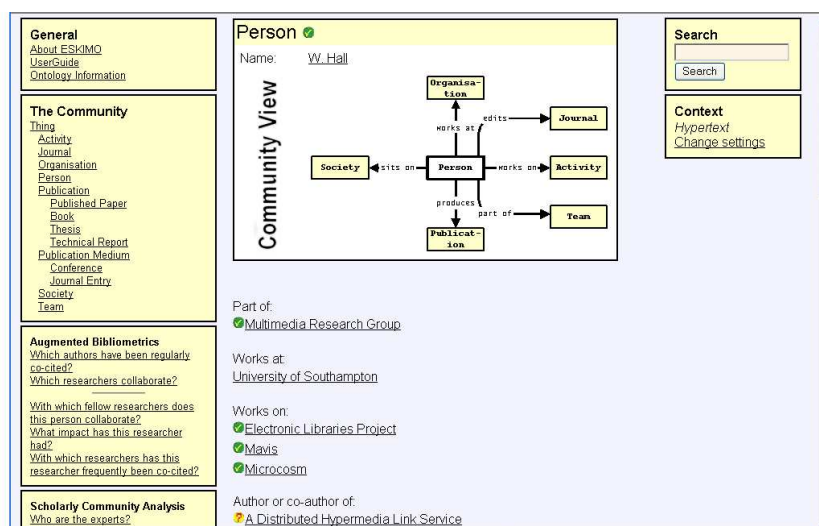 General
About ESKIMO
UserGuide
Ontology Information
The Community
Thing
Activity
Journal
Organisation
Person
Publication
Published Paper
Book
Thesis
Technical Report
Publication Medium
Conference
Journal Entry
Society
Team
Augmented Bibliometrics
Which authors have been regularly
co-cited?
Which researchers collaborate?
With which fellow researchers does
this person collaborate?
What impact has this researcher
had?
With which researchers has this
researcher frequently been co-cited?
Scholarly Community Analysis
Who are the experts?
Person
Name: W. Hall
Community View
Organisa-
tion
works at
edits
Journal
Society
sits on
Person
works on
Activity
produces
part of
Team
Publicat-
ion
Part of:
Multimedia Research Group
Works at:
University of Southampton
Works on:
Electronic Libraries Project
Mavis
Microcosm
Author or co-author of:
A Distributed Hypermedia Link Service
Search
Search
Context
Hypertext
Change settings